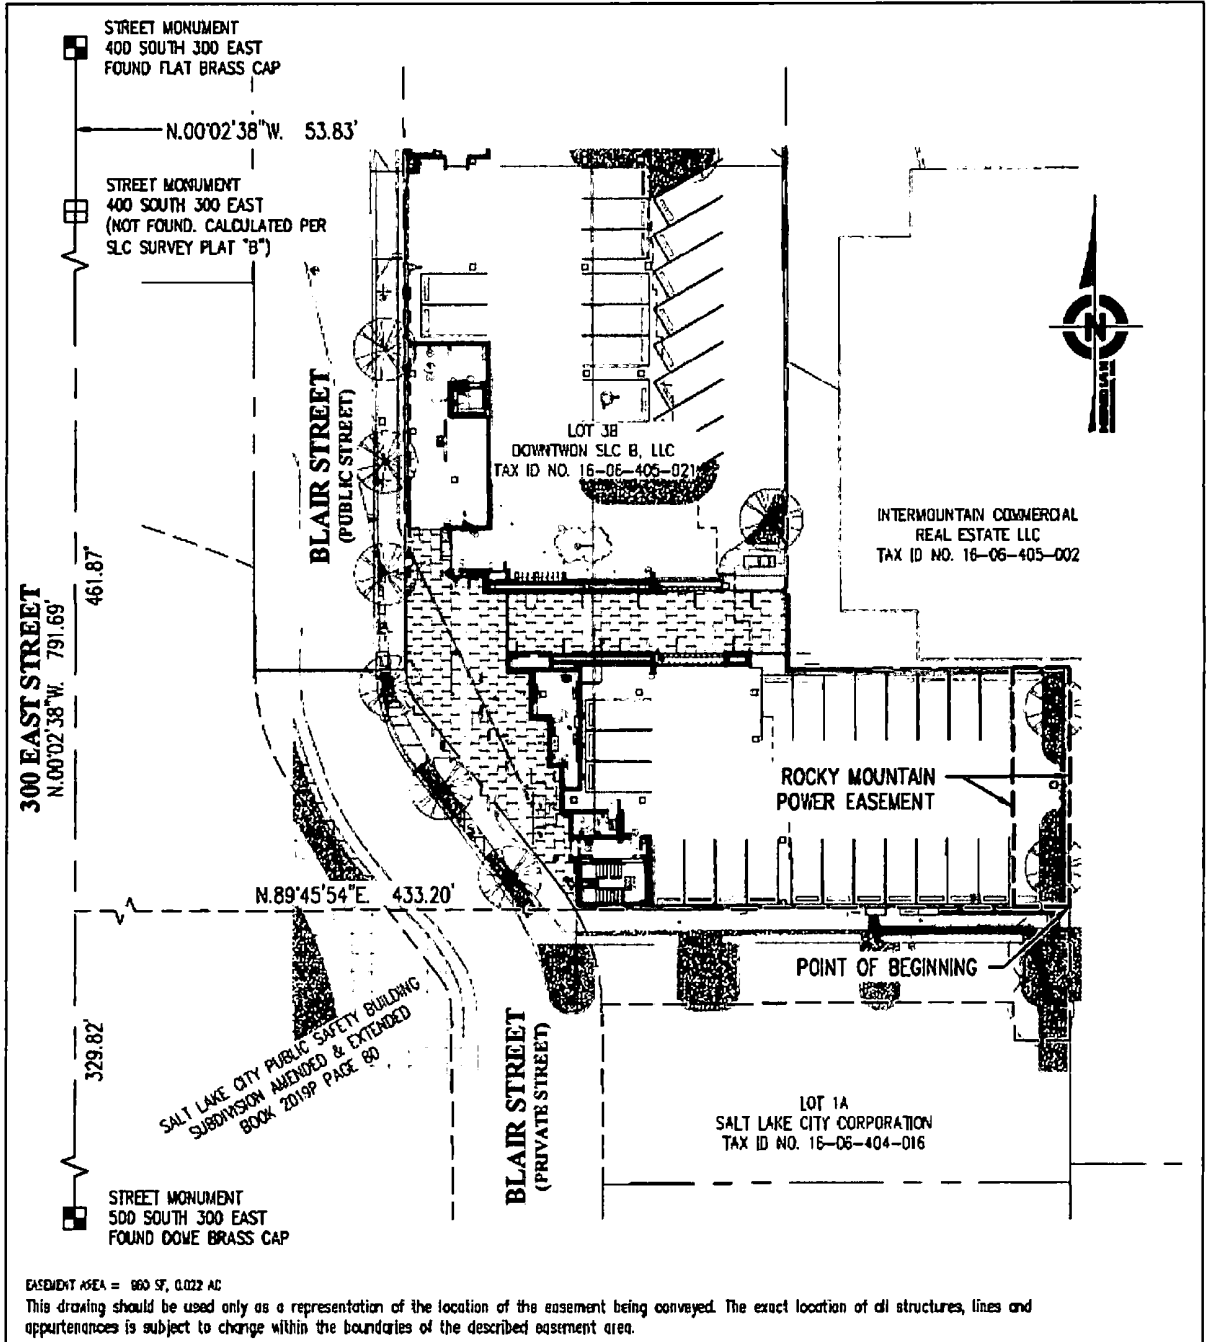 STREET MONUMENT
400 SOUTH 300 EAST
FOUND FLAT BRASS CAP
N.00°02'38"W. 53.83'
STREET MONUMENT
400 SOUTH 300 EAST
(NOT FOUND. CALCULATED PER
SLC SURVEY PLAT "B")
N
MERIDIAN
BLAIR STREET
(PUBLIC STREET)
LOT 3B
DOWNTWON SLC B, LLC
TAX ID NO. 16-06-405-021
INTERMOUNTAIN COMMERCIAL
REAL ESTATE LLC
TAX ID NO. 16-06-405-002
300 EAST STREET
N.00°02'38"W. 791.69'
461.87'
ROCKY MOUNTAIN
POWER EASEMENT
N.89°45'54"E. 433.20'
POINT OF BEGINNING
329.82'
SALT LAKE CITY PUBLIC SAFETY BUILDING
SUBDIVISION AMENDED & EXTENDED
BOOK 2019P PAGE 80
BLAIR STREET
(PRIVATE STREET)
LOT 1A
SALT LAKE CITY CORPORATION
TAX ID NO. 16-06-404-016
STREET MONUMENT
500 SOUTH 300 EAST
FOUND DOME BRASS CAP
EASEMENT AREA = 960 SF, 0.022 AC
This drawing should be used only as a representation of the location of the easement being conveyed. The exact location of all structures, lines and
appurtenances is subject to change within the boundaries of the described easement area.